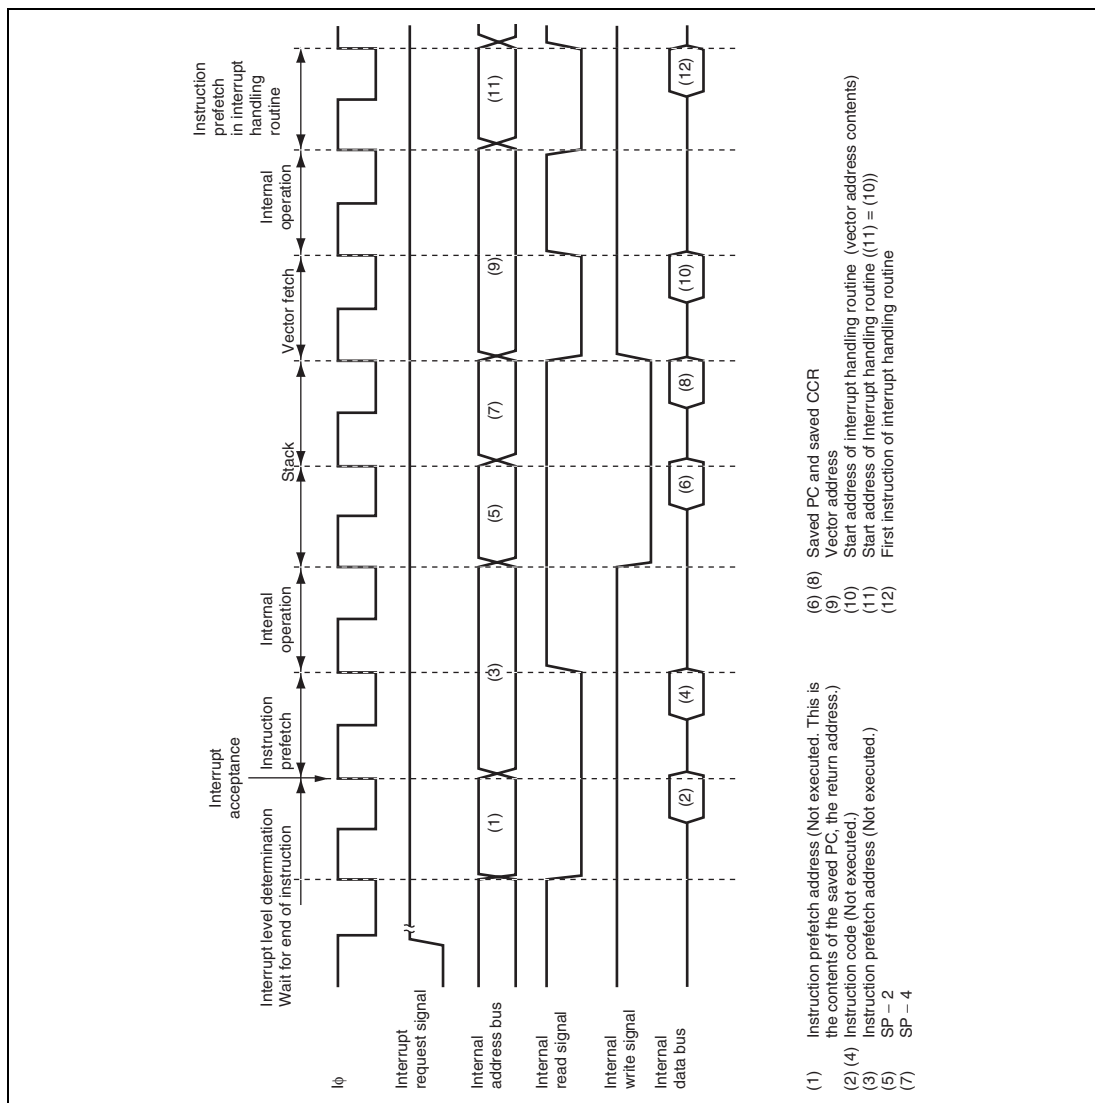 Interrupt level determination
Wait for end of instruction
Interrupt
acceptance
Instruction
prefetch
Internal
operation
Stack
Vector fetch
Internal
operation
Instruction
prefetch
in interrupt
handling
routine
Iϕ
Interrupt
request signal
Internal
address bus
(1)
(3)
(5)
(7)
(9)
(11)
Internal
read signal
Internal
write signal
Internal
data bus
(2)
(4)
(6)
(8)
(10)
(12)
(1) Instruction prefetch address (Not executed. This is
the contents of the saved PC, the return address.)
(2) (4) Instruction code (Not executed.)
(3) Instruction prefetch address (Not executed.)
(5) SP – 2
(7) SP – 4
(6) (8) Saved PC and saved CCR
(9) Vector address
(10) Start address of interrupt handling routine (vector address contents)
(11) Start address of Interrupt handling routine ((11) = (10))
(12) First instruction of interrupt handling routine